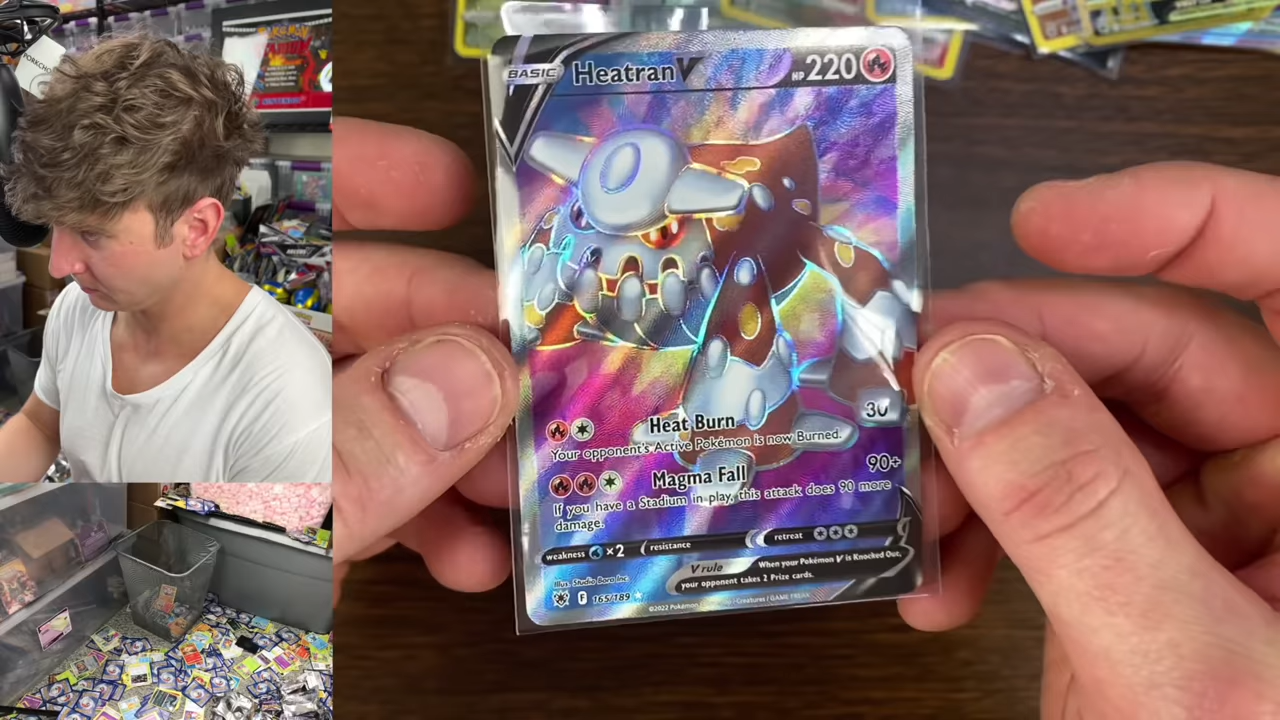 PORKCHO
POKÉMON
NINTENDO
BASIC
Heatran V
HP 220
30
Heat Burn
Your opponent's Active Pokémon is now Burned.
Magma Fall
90+
If you have a Stadium in play, this attack does 90 more
damage.
weakness ×2 resistance retreat
V rule
When your Pokémon V is Knocked Out,
your opponent takes 2 Prize cards.
Illus. Studio Bora Inc.
F 165/189
©2022 Pokémon / Creatures / GAME FREAK